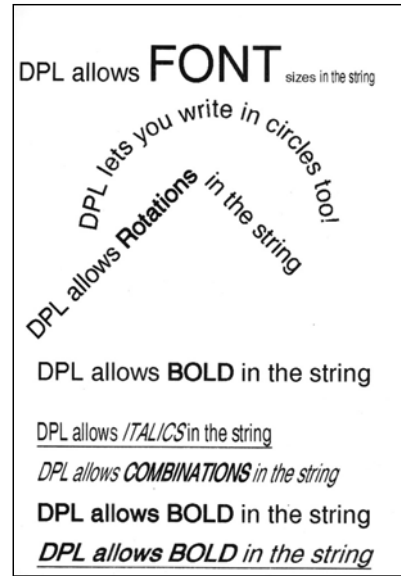 DPL allows FONT sizes in the string
DPL lets you write in circles too!
DPL allows Rotations in the string
DPL allows BOLD in the string
DPL allows ITALICS in the string
DPL allows COMBINATIONS in the string
DPL allows BOLD in the string
DPL allows BOLD in the string